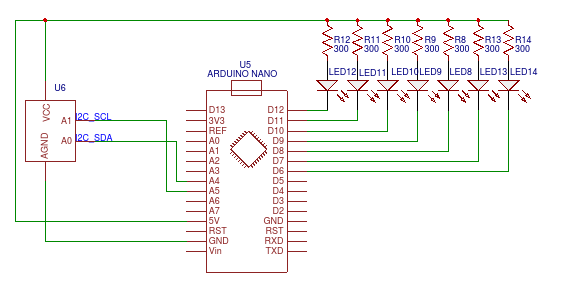 R12 R11 R10 R9 R8 R13 R14
300 300 300 300 300 300 300
LED12 LED11 LED10 LED9 LED8 LED13 LED14
U5
ARDUINO NANO
U6
VCC
AGND
A1 I2C_SCL
A0 I2C_SDA
D13 D12
3V3 D11
REF D10
A0 D9
A1 D8
A2 D7
A3 D6
A4 D5
A5 D4
A6 D3
A7 D2
5V GND
RST RST
GND RXD
Vin TXD